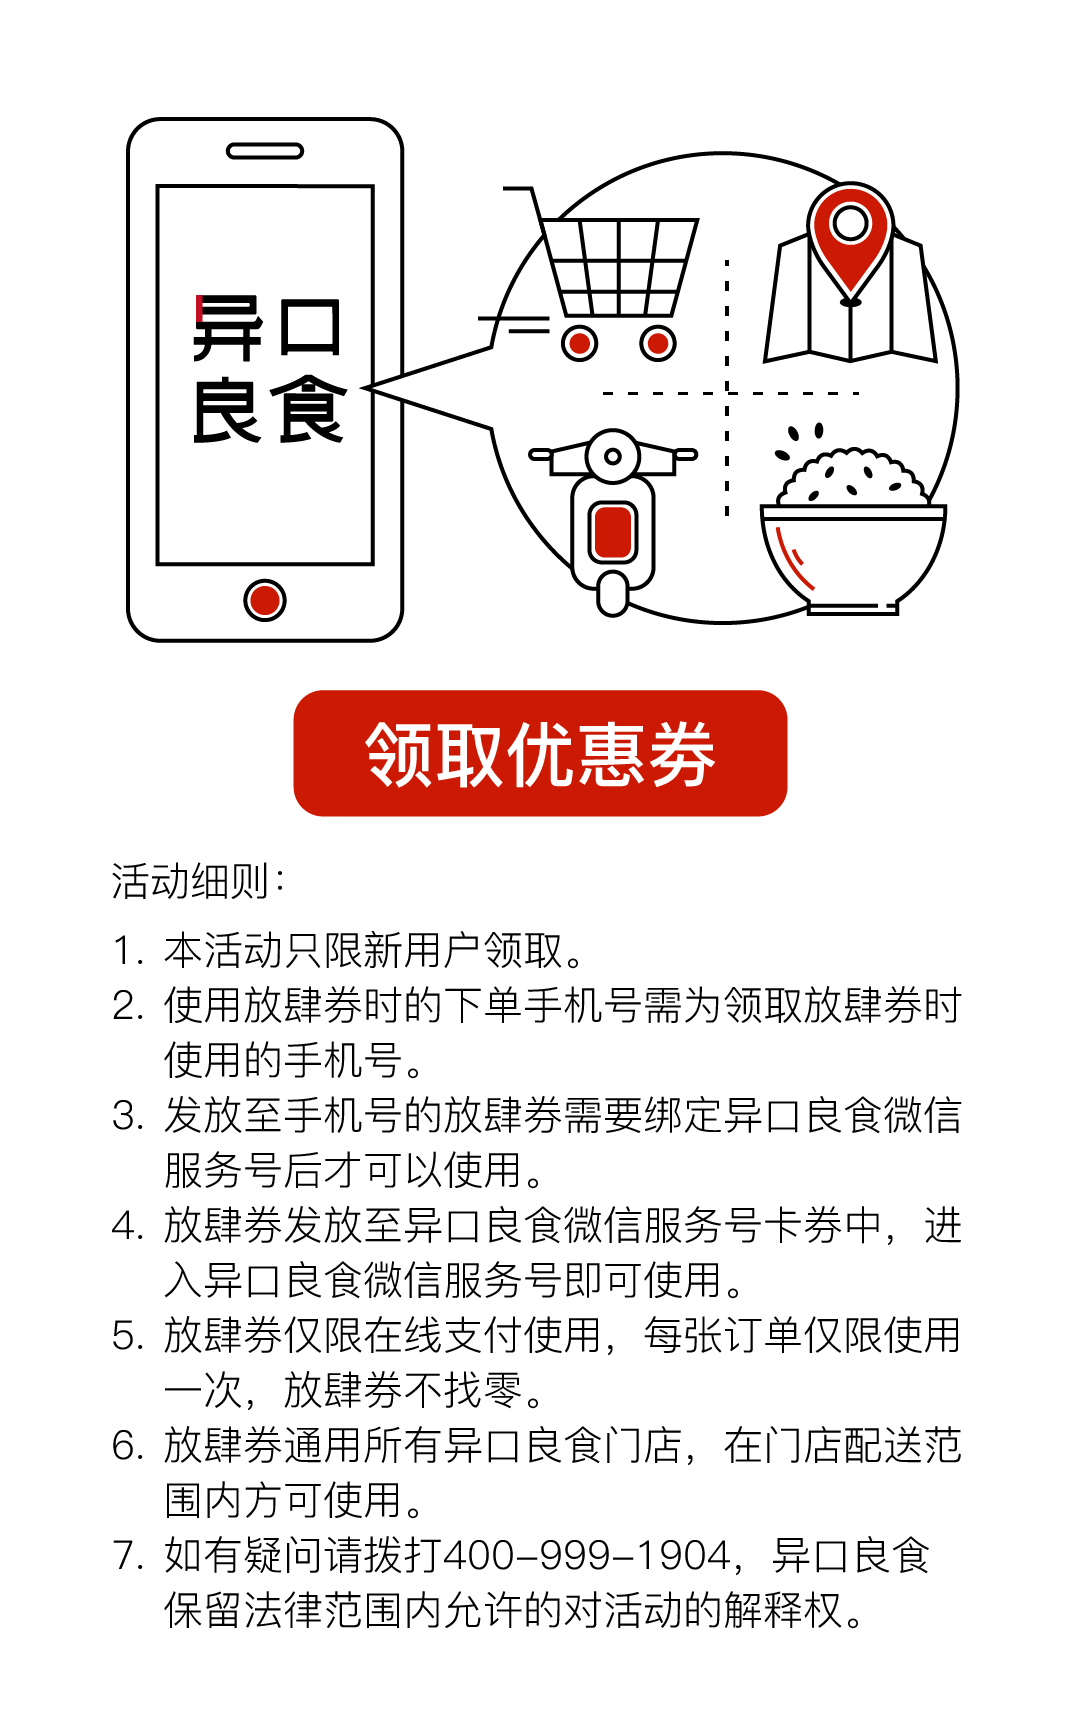 异口
良食
领取优惠券
活动细则：
1. 本活动只限新用户领取。
2. 使用放肆券时的下单手机号需为领取放肆券时
使用的手机号。
3. 发放至手机号的放肆券需要绑定异口良食微信
服务号后才可以使用。
4. 放肆券发放至异口良食微信服务号卡券中，进
入异口良食微信服务号即可使用。
5. 放肆券仅限在线支付使用，每张订单仅限使用
一次，放肆券不找零。
6. 放肆券通用所有异口良食门店，在门店配送范
围内方可使用。
7. 如有疑问请拨打400-999-1904，异口良食
保留法律范围内允许的对活动的解释权。